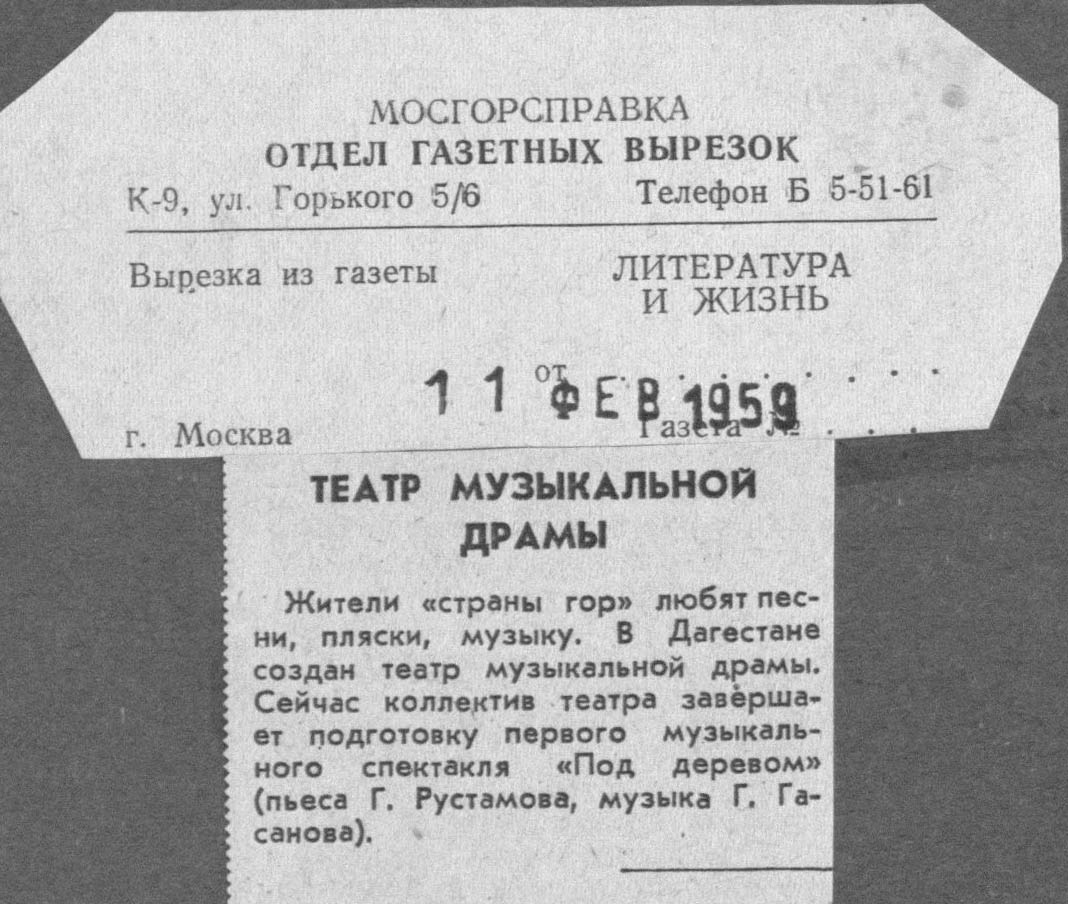 МОСГОРСПРАВКА
ОТДЕЛ ГАЗЕТНЫХ ВЫРЕЗОК
К-9, ул. Горького 5/6 Телефон Б 5-51-61
Вырезка из газеты ЛИТЕРАТУРА
И ЖИЗНЬ
от . . . . . . . .
11 ФЕВ 1959
г. Москва Газета № . . .
ТЕАТР МУЗЫКАЛЬНОЙ
ДРАМЫ
Жители «страны гор» любят пес-
ни, пляски, музыку. В Дагестане
создан театр музыкальной драмы.
Сейчас коллектив театра заверша-
ет подготовку первого музыкаль-
ного спектакля «Под деревом»
(пьеса Г. Рустамова, музыка Г. Га-
санова).